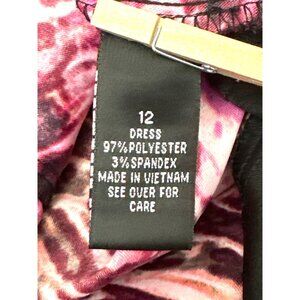 12
DRESS
97% POLYESTER
3% SPANDEX
MADE IN VIETNAM
SEE OVER FOR
CARE